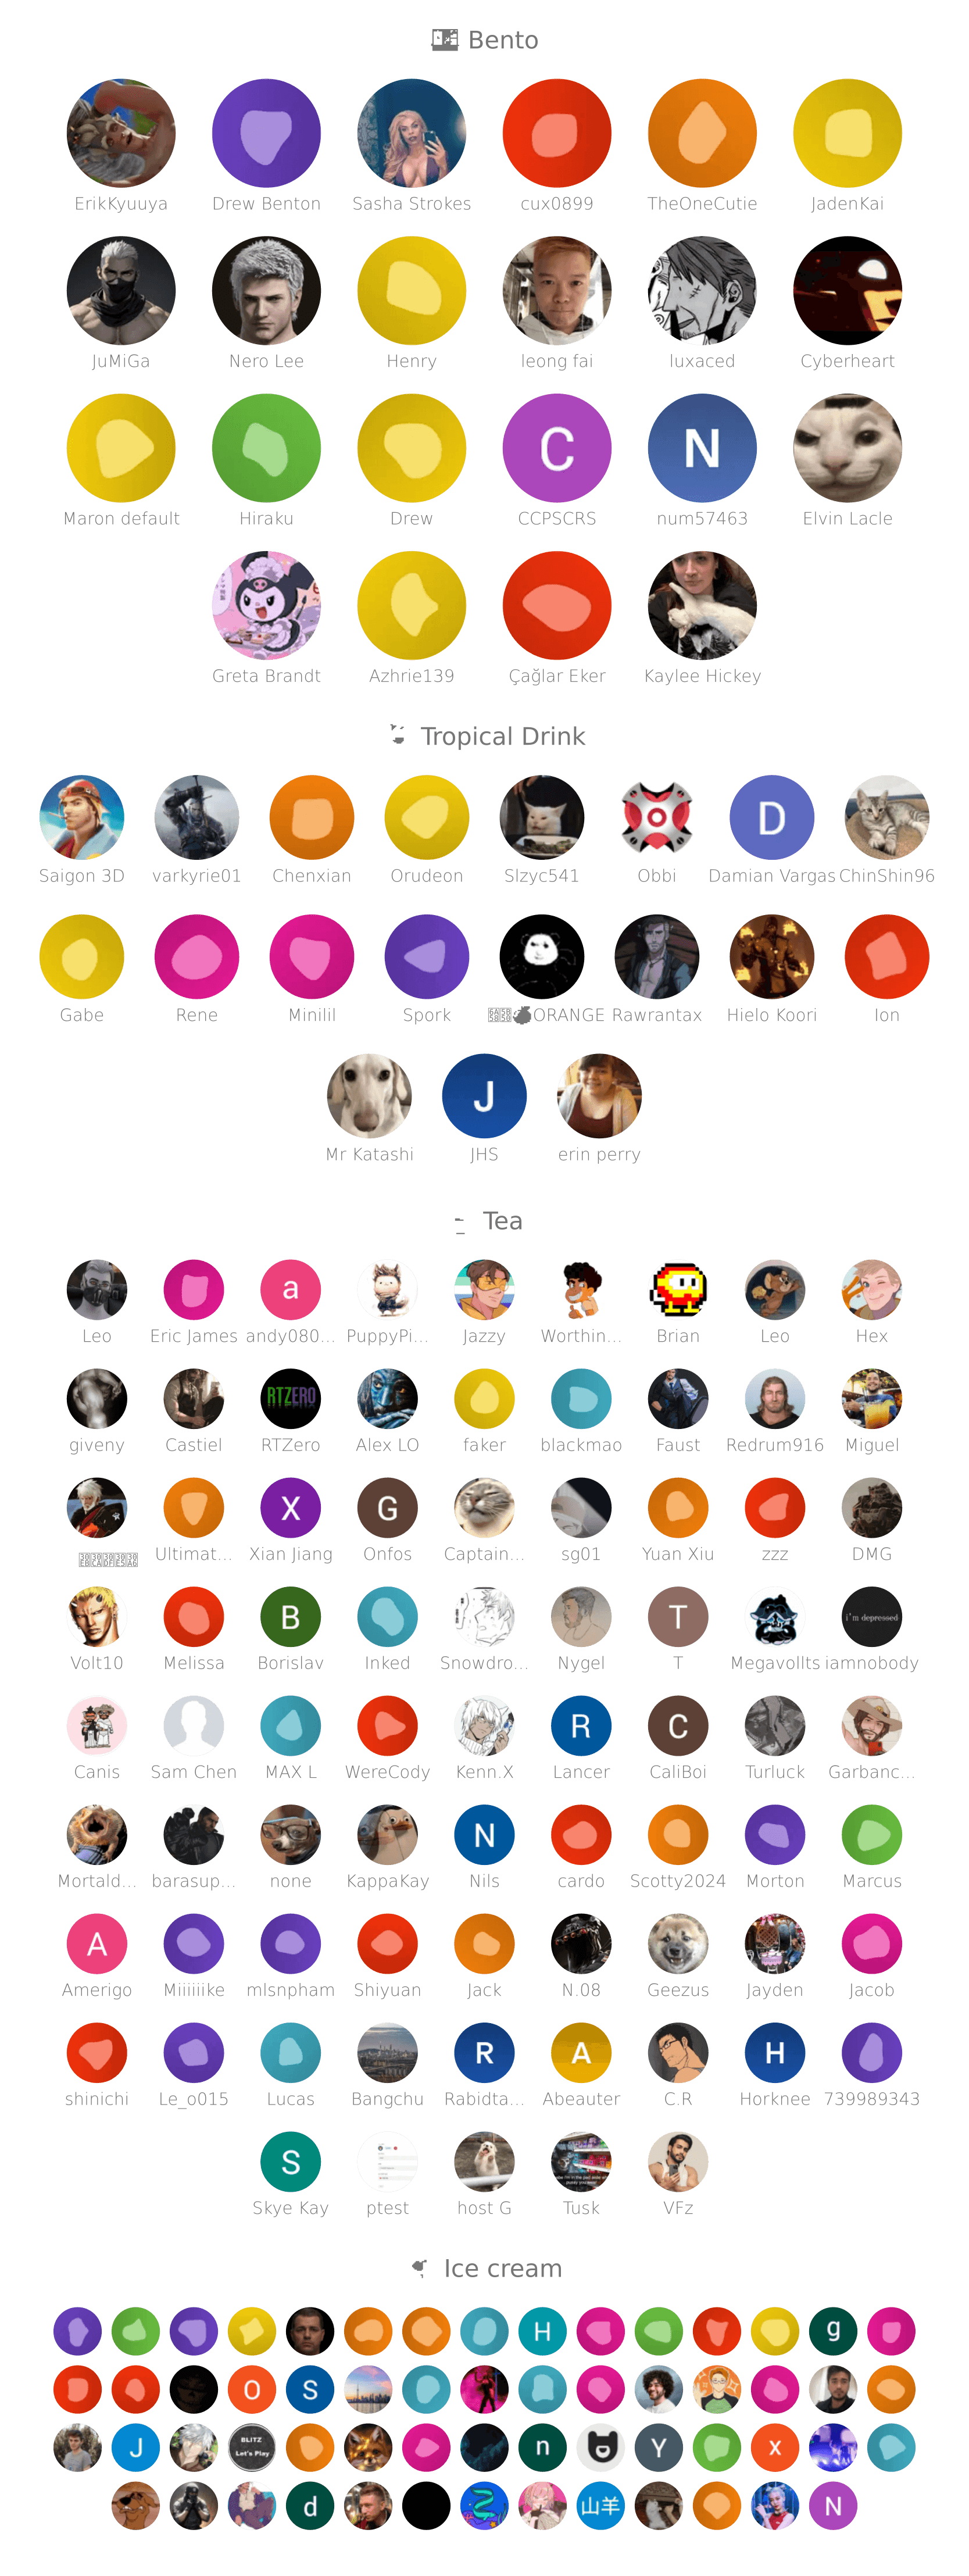 Bento
ErikKyuuya Drew Benton Sasha Strokes cux0899 TheOneCutie JadenKai
JuMiGa Nero Lee Henry leong fai luxaced Cyberheart
C N
Maron default Hiraku Drew CCPSCRS num57463 Elvin Lacle
Greta Brandt Azhrie139 Çağlar Eker Kaylee Hickey
Tropical Drink
D
Saigon 3D varkyrie01 Chenxian Orudeon Slzyc541 Obbi Damian Vargas ChinShin96
Gabe Rene Minilil Spork ORANGE Rawrantax Hielo Koori Ion
J
Mr Katashi JHS erin perry
Tea
a
Leo Eric James andy080... PuppyPi... Jazzy Worthin... Brian Leo Hex
RTZERO
giveny Castiel RTZero Alex LO faker blackmao Faust Redrum916 Miguel
X G
Ultimat... Xian Jiang Onfos Captain... sg01 Yuan Xiu zzz DMG
B T i'm depressed
Volt10 Melissa Borislav Inked Snowdro... Nygel T Megavollts iamnobody
R C
Canis Sam Chen MAX L WereCody Kenn.X Lancer CaliBoi Turluck Garbanc...
N
Mortald... barasup... none KappaKay Nils cardo Scotty2024 Morton Marcus
A
Amerigo Miiiiiike mlsnpham Shiyuan Jack N.08 Geezus Jayden Jacob
R A H
shinichi Le_o015 Lucas Bangchu Rabidta... Abeauter C.R Horknee 739989343
S
Skye Kay ptest host G Tusk VFz
Ice cream
H g
O S
J BLITZ Let's Play n Y x
d 山羊 N